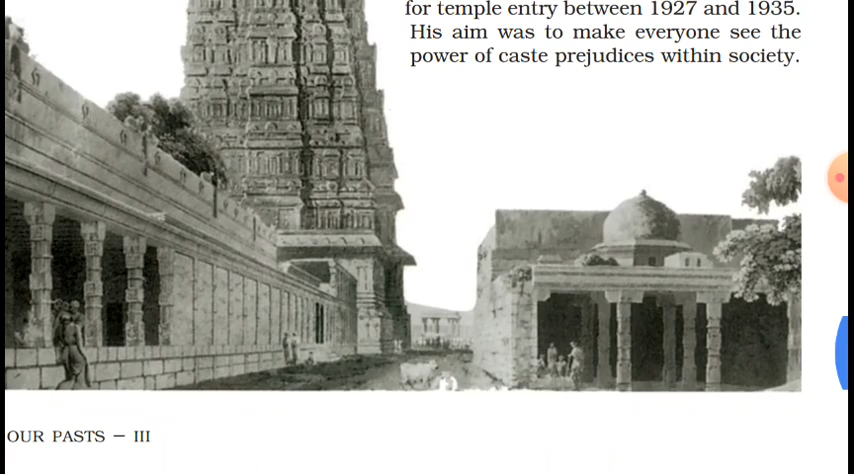 for temple entry between 1927 and 1935.
His aim was to make everyone see the
power of caste prejudices within society.
OUR PASTS – III